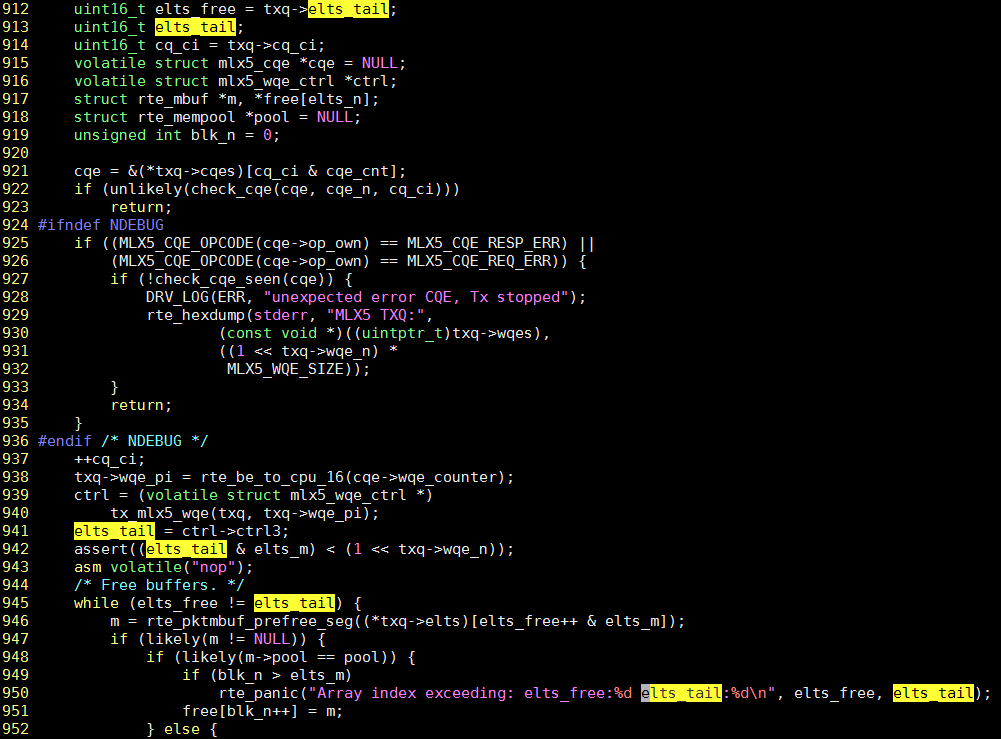 912     uint16_t elts_free = txq->elts_tail;
913     uint16_t elts_tail;
914     uint16_t cq_ci = txq->cq_ci;
915     volatile struct mlx5_cqe *cqe = NULL;
916     volatile struct mlx5_wqe_ctrl *ctrl;
917     struct rte_mbuf *m, *free[elts_n];
918     struct rte_mempool *pool = NULL;
919     unsigned int blk_n = 0;
920
921     cqe = &(*txq->cqes)[cq_ci & cqe_cnt];
922     if (unlikely(check_cqe(cqe, cqe_n, cq_ci)))
923         return;
924 #ifndef NDEBUG
925     if ((MLX5_CQE_OPCODE(cqe->op_own) == MLX5_CQE_RESP_ERR) ||
926         (MLX5_CQE_OPCODE(cqe->op_own) == MLX5_CQE_REQ_ERR)) {
927         if (!check_cqe_seen(cqe)) {
928             DRV_LOG(ERR, "unexpected error CQE, Tx stopped");
929             rte_hexdump(stderr, "MLX5 TXQ:",
930                     (const void *)((uintptr_t)txq->wqes),
931                     ((1 << txq->wqe_n) *
932                      MLX5_WQE_SIZE));
933         }
934         return;
935     }
936 #endif /* NDEBUG */
937     ++cq_ci;
938     txq->wqe_pi = rte_be_to_cpu_16(cqe->wqe_counter);
939     ctrl = (volatile struct mlx5_wqe_ctrl *)
940         tx_mlx5_wqe(txq, txq->wqe_pi);
941     elts_tail = ctrl->ctrl3;
942     assert((elts_tail & elts_m) < (1 << txq->wqe_n));
943     asm volatile("nop");
944     /* Free buffers. */
945     while (elts_free != elts_tail) {
946         m = rte_pktmbuf_prefree_seg((*txq->elts)[elts_free++ & elts_m]);
947         if (likely(m != NULL)) {
948             if (likely(m->pool == pool)) {
949                 if (blk_n > elts_m)
950                     rte_panic("Array index exceeding: elts_free:%d elts_tail:%d\n", elts_free, elts_tail);
951                 free[blk_n++] = m;
952             } else {